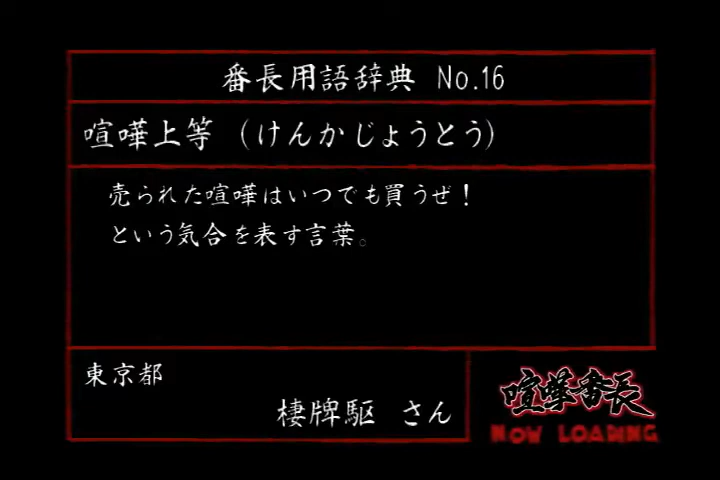 番長用語辞典 No.16
喧嘩上等 (けんかじょうとう)
売られた喧嘩はいつでも買うぜ！
という気合を表す言葉。
東京都
棲牌駆 さん
喧嘩番長
NOW LOADING